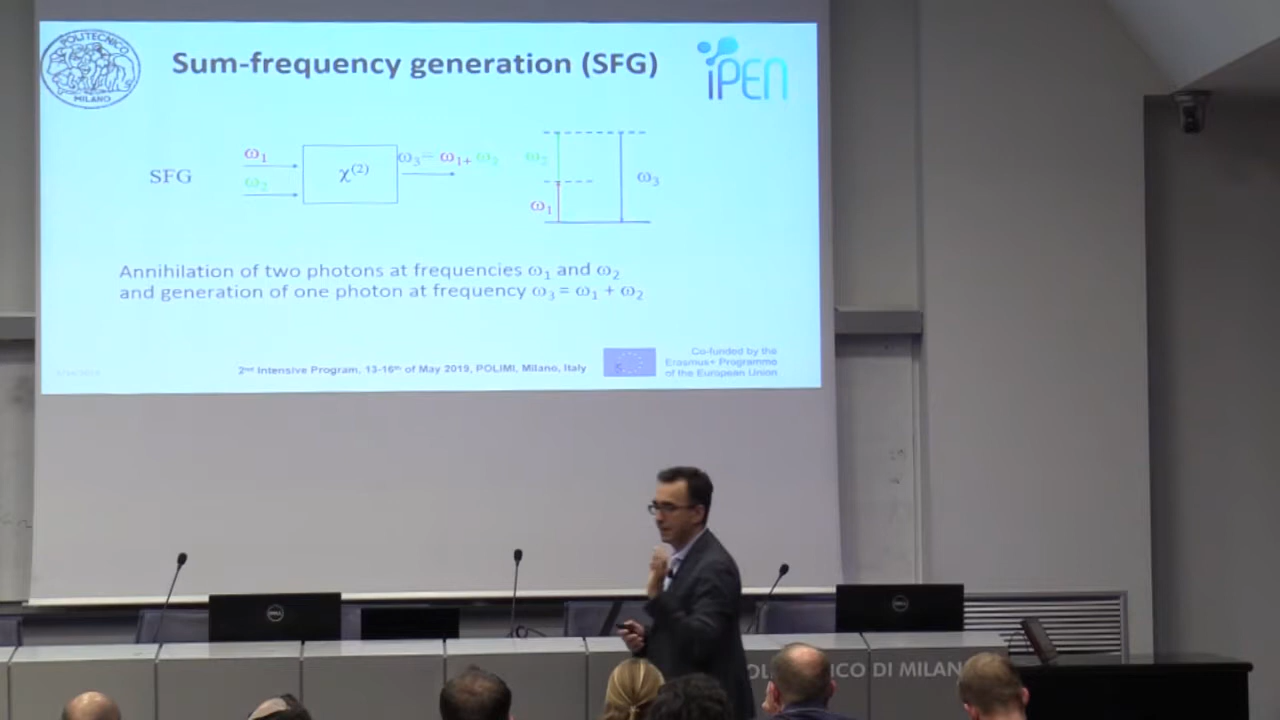 POLITECNICO
MILANO
Sum-frequency generation (SFG)
iPEN
SFG
ω₁
ω₂
χ⁽²⁾
ω₃= ω₁+ ω₂
ω₂
ω₁
ω₃
Annihilation of two photons at frequencies ω₁ and ω₂
and generation of one photon at frequency ω₃ = ω₁ + ω₂
2ⁿᵈ Intensive Program, 13-16ᵗʰ of May 2019, POLIMI, Milano, Italy
5
Co-funded by the
Erasmus+ Programme
of the European Union
DELL
DELL
CO DI MILAN